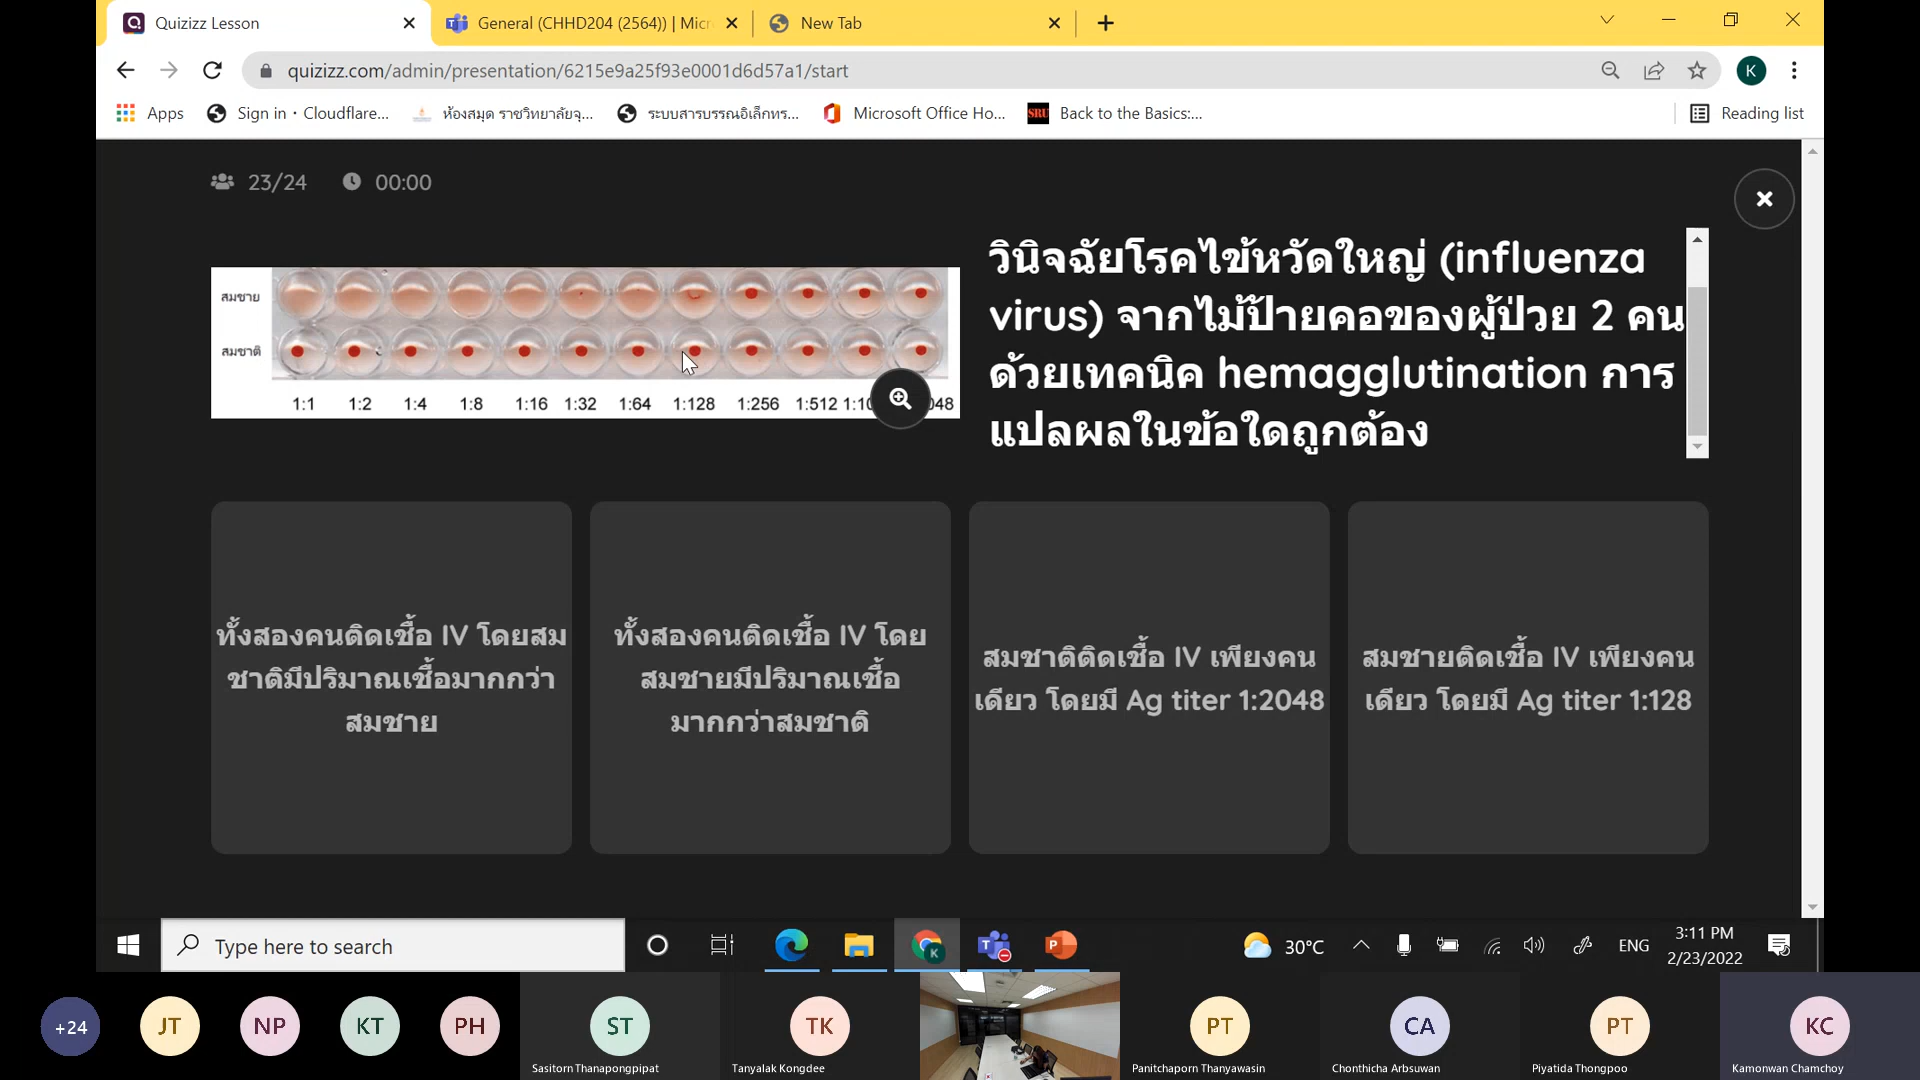 Quizizz Lesson
General (CHHD204 (2564)) | Micr
New Tab
quizizz.com/admin/presentation/6215e9a25f93e0001d6d57a1/start
K
Apps
Sign in · Cloudflare...
ห้องสมุด ราชวิทยาลัยจุ...
ระบบสารบรรณอิเล็กทร...
Microsoft Office Ho...
SRU
Back to the Basics:...
Reading list
23/24
00:00
สมชาย
สมชาติ
1:1 1:2 1:4 1:8 1:16 1:32 1:64 1:128 1:256 1:512 1:10 048
วินิจฉัยโรคไข้หวัดใหญ่ (influenza
virus) จากไม้ป้ายคอของผู้ป่วย 2 คน
ด้วยเทคนิค hemagglutination การ
แปลผลในข้อใดถูกต้อง
ทั้งสองคนติดเชื้อ IV โดยสม
ชาติมีปริมาณเชื้อมากกว่า
สมชาย
ทั้งสองคนติดเชื้อ IV โดย
สมชายมีปริมาณเชื้อ
มากกว่าสมชาติ
สมชาติติดเชื้อ IV เพียงคน
เดียว โดยมี Ag titer 1:2048
สมชายติดเชื้อ IV เพียงคน
เดียว โดยมี Ag titer 1:128
Type here to search
K
30°C
ENG
3:11 PM
2/23/2022
+24
JT
NP
KT
PH
ST
Sasitorn Thanapongpipat
TK
Tanyalak Kongdee
PT
Panitchaporn Thanyawasin
CA
Chonthicha Arbsuwan
PT
Piyatida Thongpoo
KC
Kamonwan Chamchoy